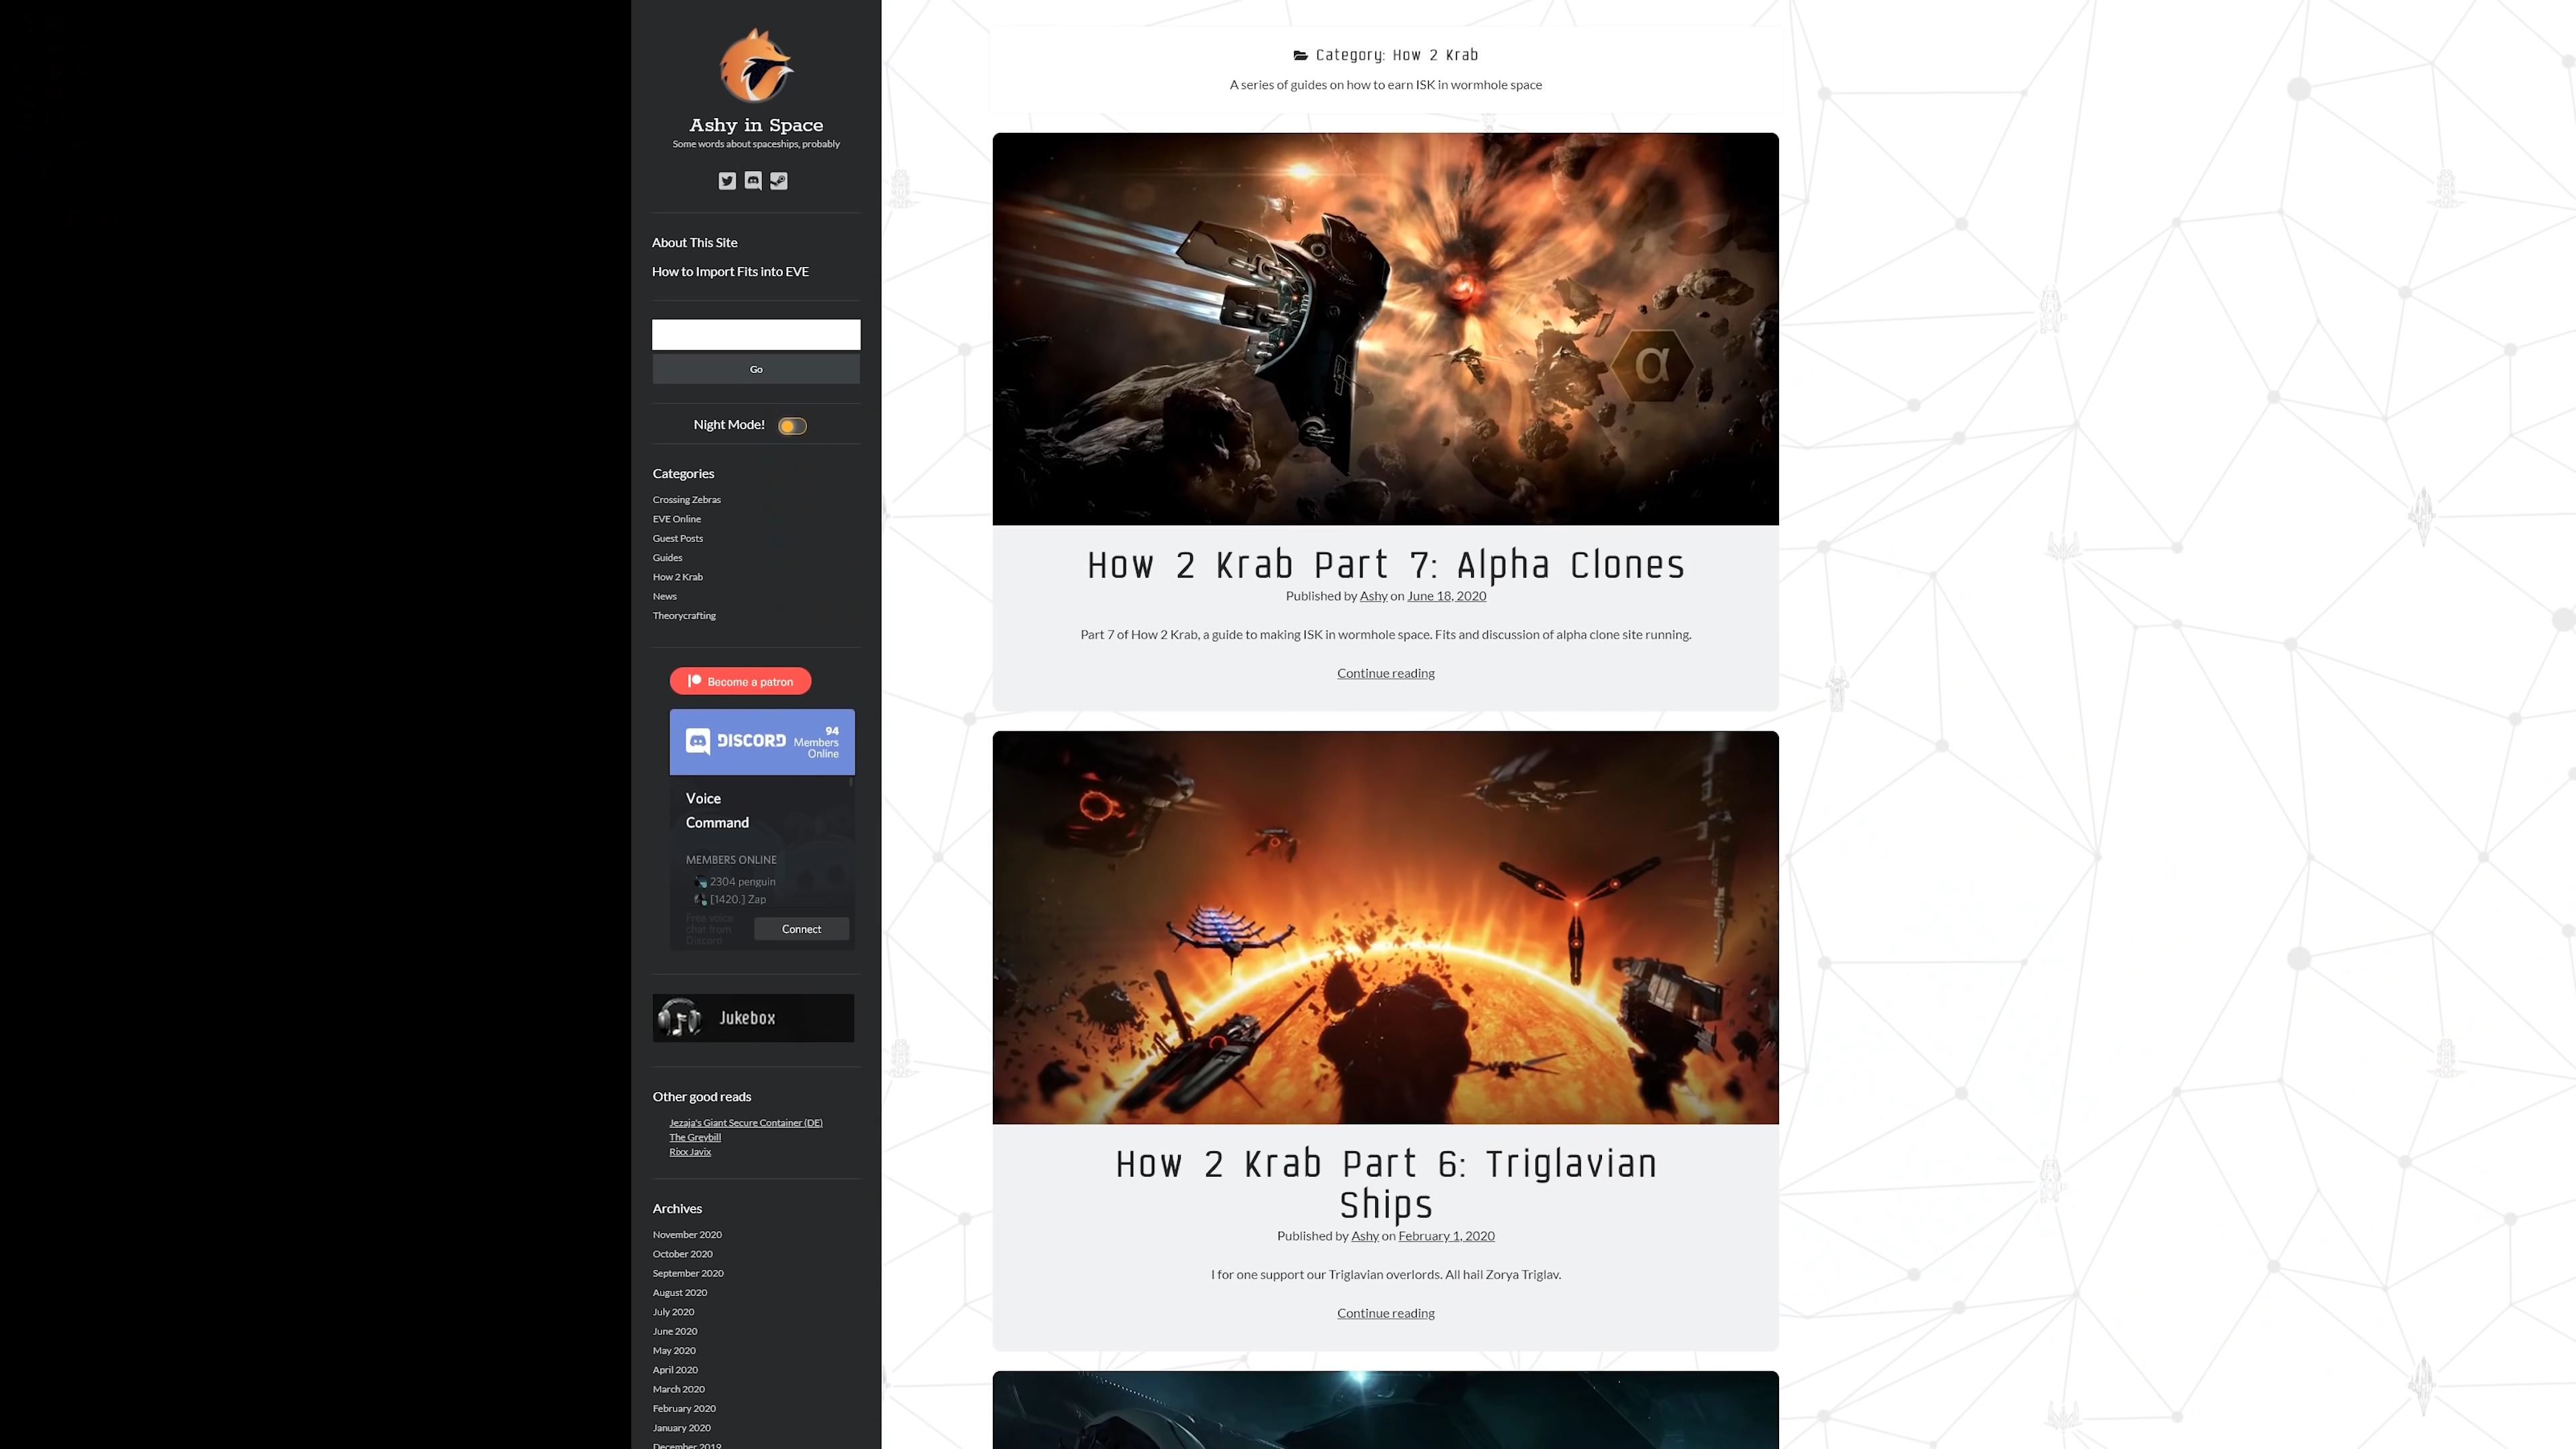 Ashy in Space
Some words about spaceships, probably
About This Site
How to Import Fits into EVE
Go
Night Mode!
Categories
Crossing Zebras
EVE Online
Guest Posts
Guides
How 2 Krab
News
Theorycrafting
Become a patron
DISCORD
94
Members
Online
Voice
Command
MEMBERS ONLINE
2304 penguin
[1420.] Zap
Free voice
chat from
Discord
Connect
Jukebox
Other good reads
Jezaja's Giant Secure Container (DE)
The Greybill
Rixx Javix
Archives
November 2020
October 2020
September 2020
August 2020
July 2020
June 2020
May 2020
April 2020
March 2020
February 2020
January 2020
December 2019
Category: How 2 Krab
A series of guides on how to earn ISK in wormhole space
α
How 2 Krab Part 7: Alpha Clones
Published by Ashy on June 18, 2020
Part 7 of How 2 Krab, a guide to making ISK in wormhole space. Fits and discussion of alpha clone site running.
Continue reading
How 2 Krab Part 6: Triglavian
Ships
Published by Ashy on February 1, 2020
I for one support our Triglavian overlords. All hail Zorya Triglav.
Continue reading